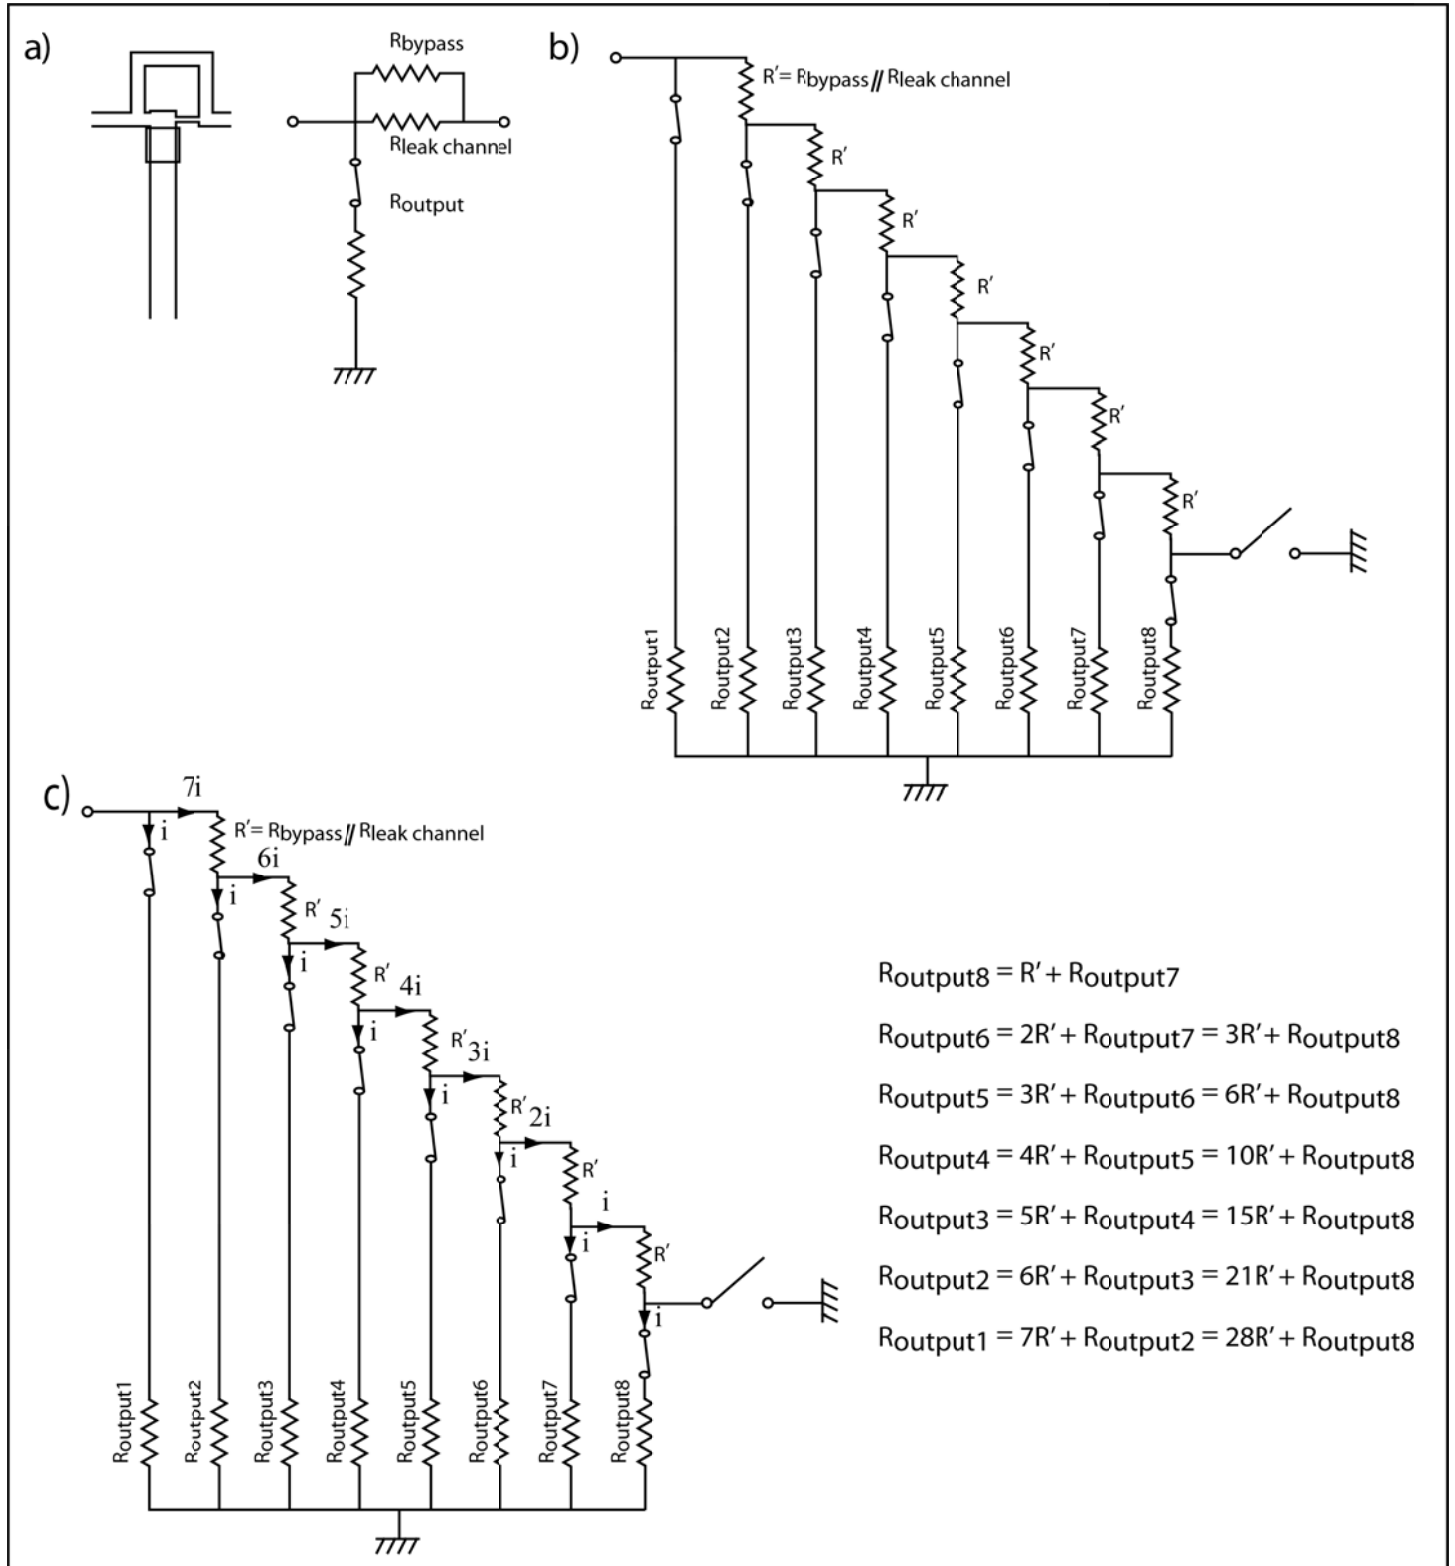 a)
Rbypass
Rleak channel
Routput
b)
R'= Rbypass // Rleak channel
R'
R'
R'
R'
R'
R'
Routput1
Routput2
Routput3
Routput4
Routput5
Routput6
Routput7
Routput8
c)
7i
i
R'= Rbypass // Rleak channel
6i
i
R'
5i
i
R'
4i
i
R'
3i
i
R'
2i
i
R'
i
i
R'
i
Routput1
Routput2
Routput3
Routput4
Routput5
Routput6
Routput7
Routput8
Routput8 = R' + Routput7
Routput6 = 2R' + Routput7 = 3R' + Routput8
Routput5 = 3R' + Routput6 = 6R' + Routput8
Routput4 = 4R' + Routput5 = 10R' + Routput8
Routput3 = 5R' + Routput4 = 15R' + Routput8
Routput2 = 6R' + Routput3 = 21R' + Routput8
Routput1 = 7R' + Routput2 = 28R' + Routput8